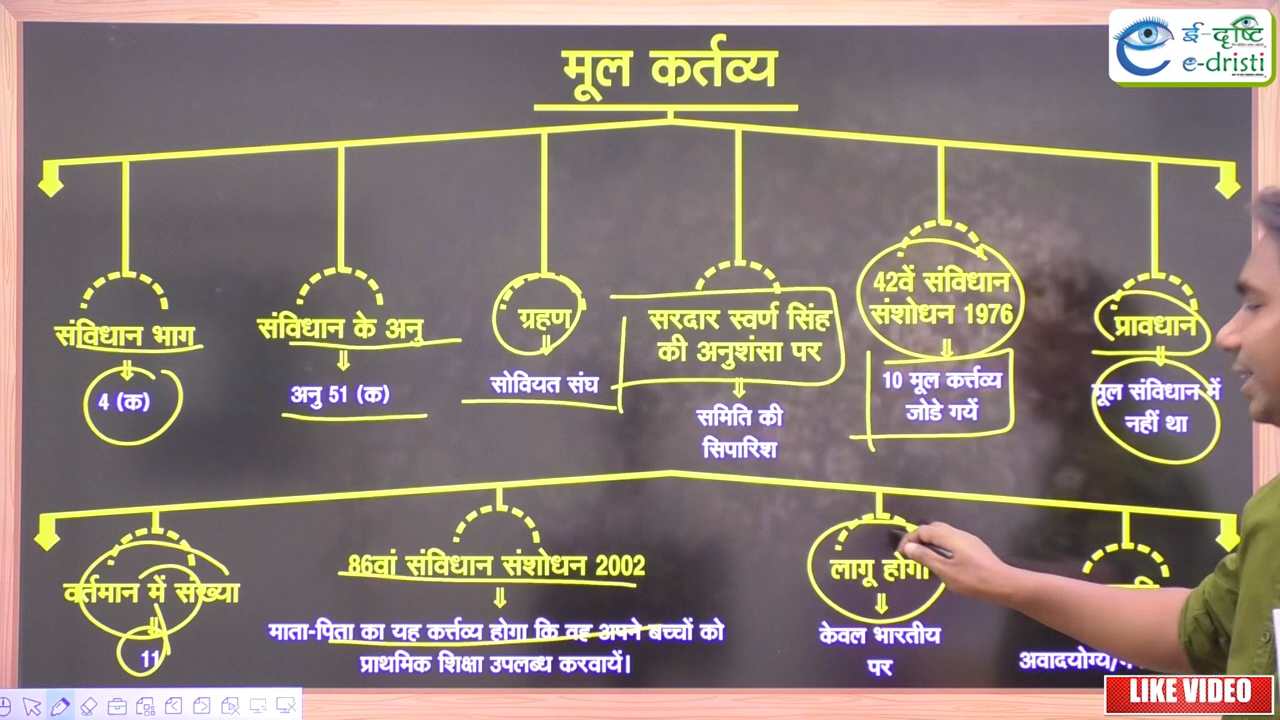 ई-दृष्टि
e-dristi
मूल कर्तव्य
संविधान भाग
4 (क)
संविधान के अनु
अनु 51 (क)
ग्रहण
सोवियत संघ
सरदार स्वर्ण सिंह
की अनुशंसा पर
समिति की
सिपारिश
42वें संविधान
संशोधन 1976
10 मूल कर्त्तव्य
जोडे गयें
प्रावधान
मूल संविधान में
नहीं था
वर्तमान में संख्या
11
86वां संविधान संशोधन 2002
माता-पिता का यह कर्त्तव्य होगा कि वह अपने बच्चों को
प्राथमिक शिक्षा उपलब्ध करवायें।
लागू होगा
केवल भारतीय
पर
अवादयोग्य/
LIKE VIDEO